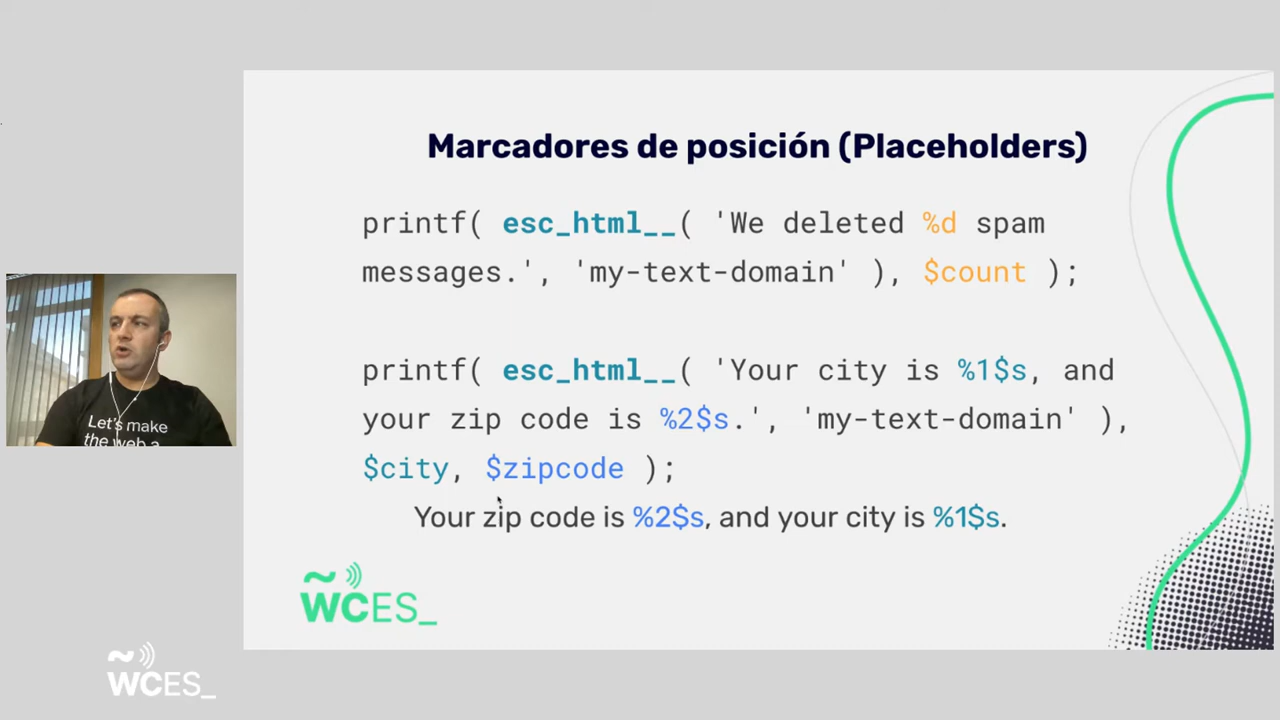 Marcadores de posición (Placeholders)
printf( esc_html__( 'We deleted %d spam
messages.', 'my-text-domain' ), $count );
printf( esc_html__( 'Your city is %1$s, and
your zip code is %2$s.', 'my-text-domain' ),
$city, $zipcode );
Your zip code is %2$s, and your city is %1$s.
Let's make
the web a
WCES_
WCES_